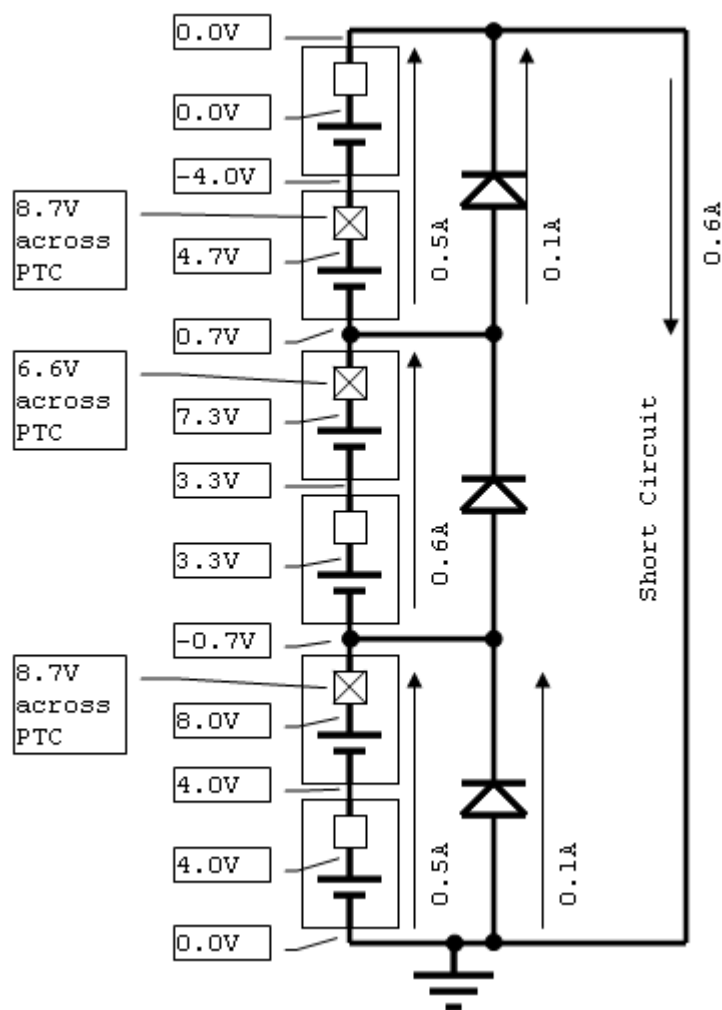 0.0V
0.0V
-4.0V
8.7V
across
PTC
4.7V
0.5A
0.1A
0.6A
0.7V
6.6V
across
PTC
7.3V
3.3V
Short Circuit
3.3V
0.6A
-0.7V
8.7V
across
PTC
8.0V
4.0V
4.0V
0.5A
0.1A
0.0V